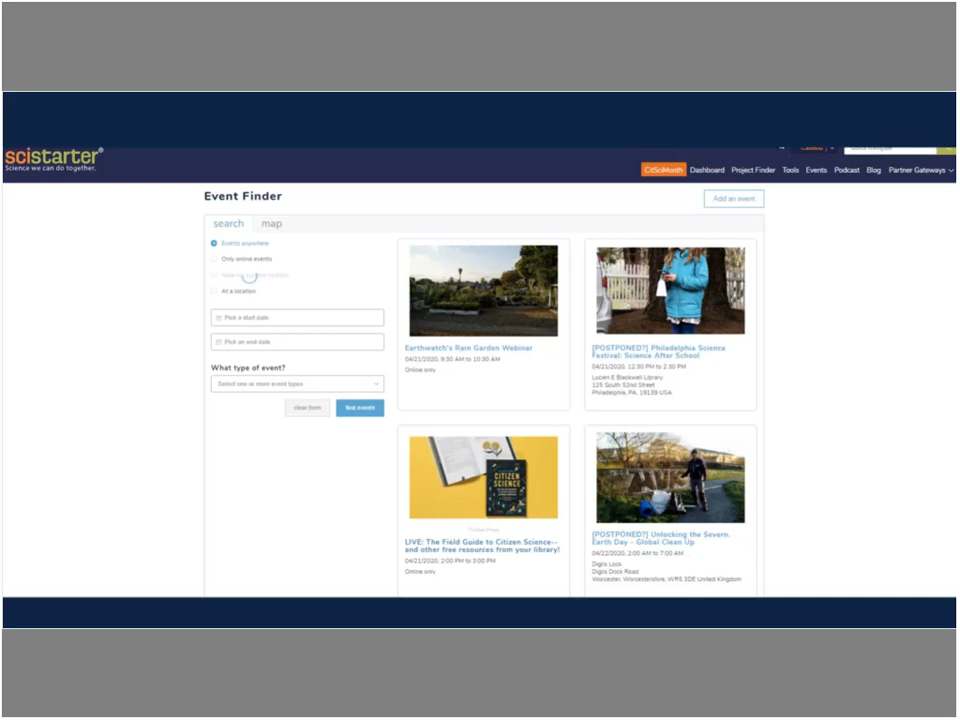 scistarter®
Science we can do together.
CitSciMonth Dashboard Project Finder Tools Events Podcast Blog Partner Gateways
Event Finder
Add an event
search map
Events anywhere
Only online events
At a location
Pick a start date
Pick an end date
What type of event?
Select one or more event types
clear form find events
Earthwatch's Rain Garden Webinar
04/21/2020, 9:30 AM to 10:30 AM
Online only
[POSTPONED?] Philadelphia Science
Festival: Science After School
04/21/2020, 12:30 PM to 2:30 PM
Lucien E Blackwell Library
125 South 52nd Street
Philadelphia, PA, 19139 USA
CITIZEN
SCIENCE
LIVE: The Field Guide to Citizen Science--
and other free resources from your library!
04/21/2020, 2:00 PM to 3:00 PM
Online only
[POSTPONED?] Unlocking the Severn,
Earth Day - Global Clean Up
04/22/2020, 2:00 AM to 7:00 AM
Diglis Lock
Diglis Dock Road
Worcester, Worcestershire, WR5 3DE United Kingdom